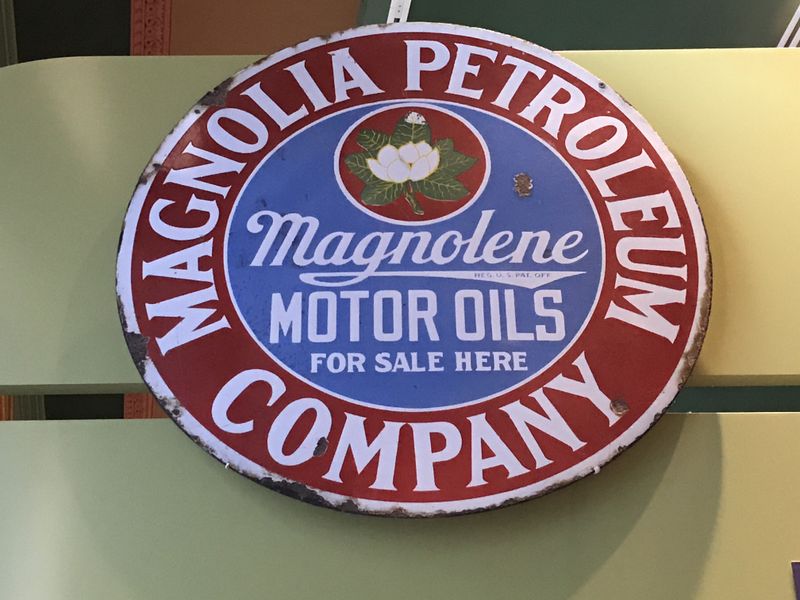 MAGNOLIA PETROLEUM
Magnolene
REG. U. S. PAT. OFF.
MOTOR OILS
FOR SALE HERE
COMPANY